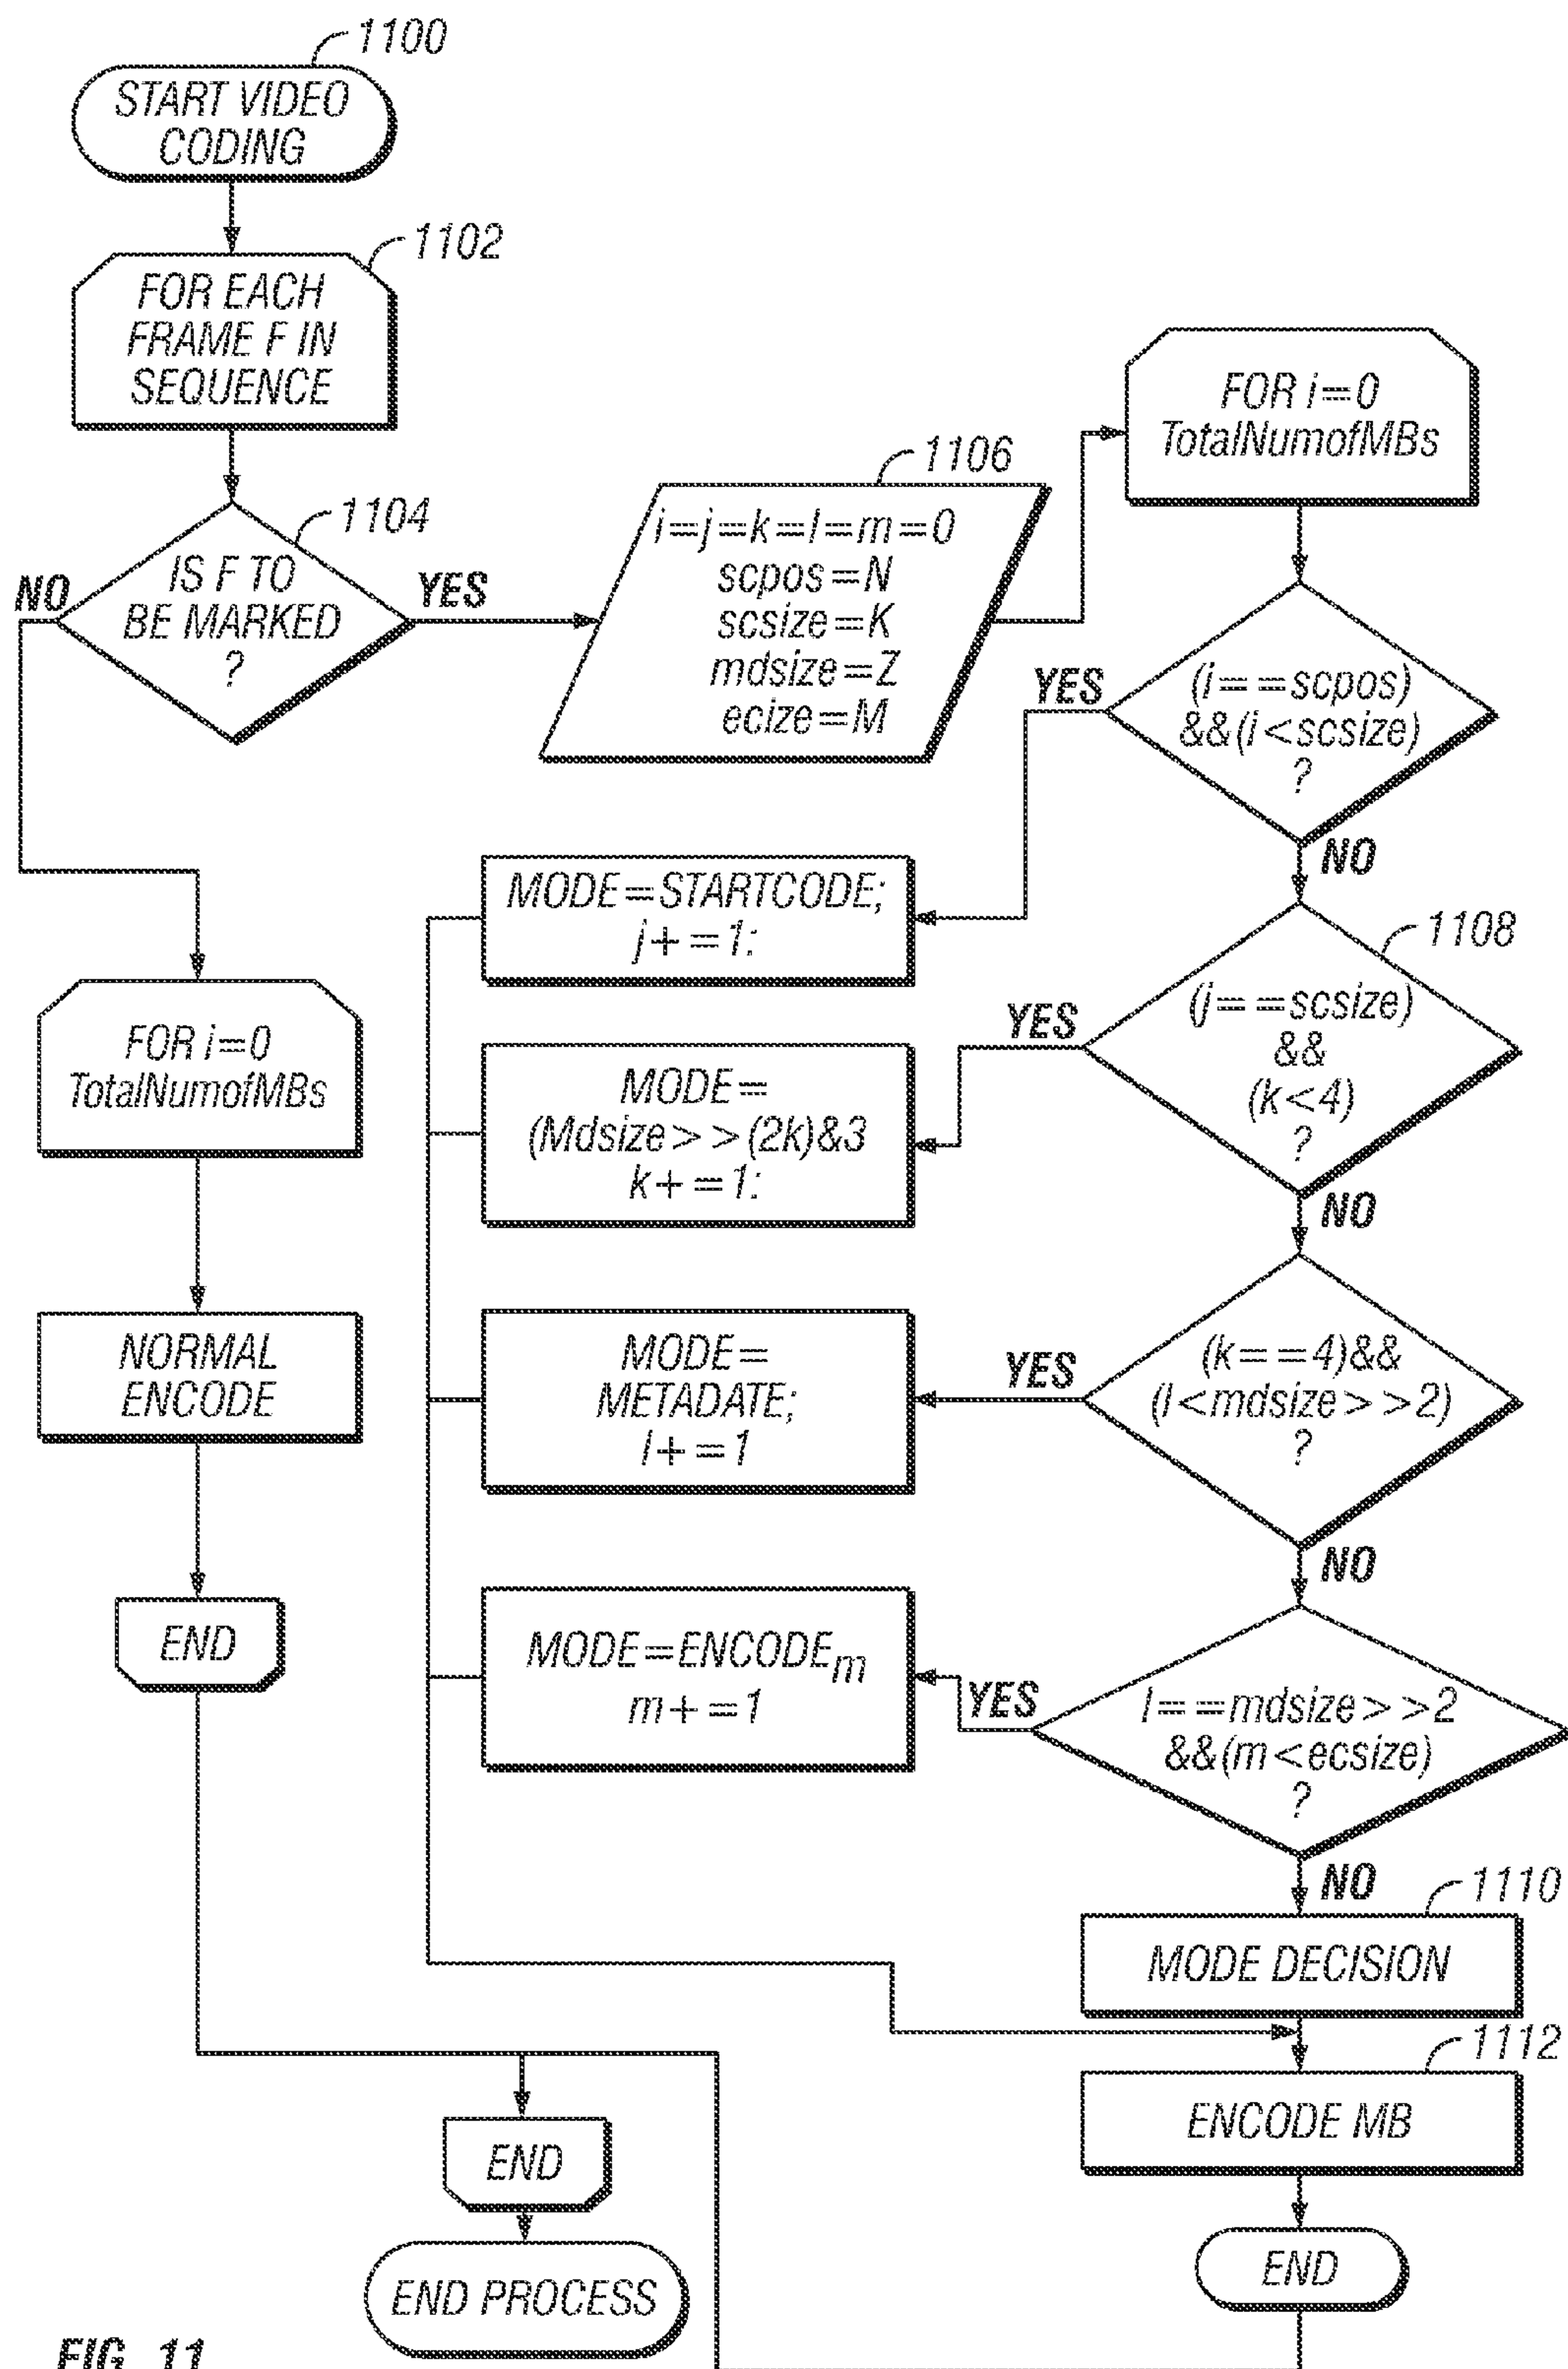 1100
START VIDEO
CODING
1102
FOR EACH
FRAME F IN
SEQUENCE
1104
IS F TO
BE MARKED
?
NO
YES
1106
i==j==k==l==m==0
scpos=N
scsize=K
mdsize=Z
ecize=M
FOR i=0
TotalNumofMBs
(i==scpos)
&&(i<scsize)
?
YES
NO
MODE=STARTCODE;
j+=1:
1108
(j==scsize)
&&
(k<4)
?
YES
NO
MODE=
(Mdsize>>(2k)&3
k+=1:
FOR i=0
TotalNumofMBs
NORMAL
ENCODE
END
(k==4)&&
(l<mdsize>>2)
?
YES
NO
MODE=
METADATE;
l+=1
l==mdsize>>2
&&(m<ecsize)
?
YES
NO
MODE=ENCODEm
m+=1
1110
MODE DECISION
1112
ENCODE MB
END
END
END PROCESS
FIG. 11